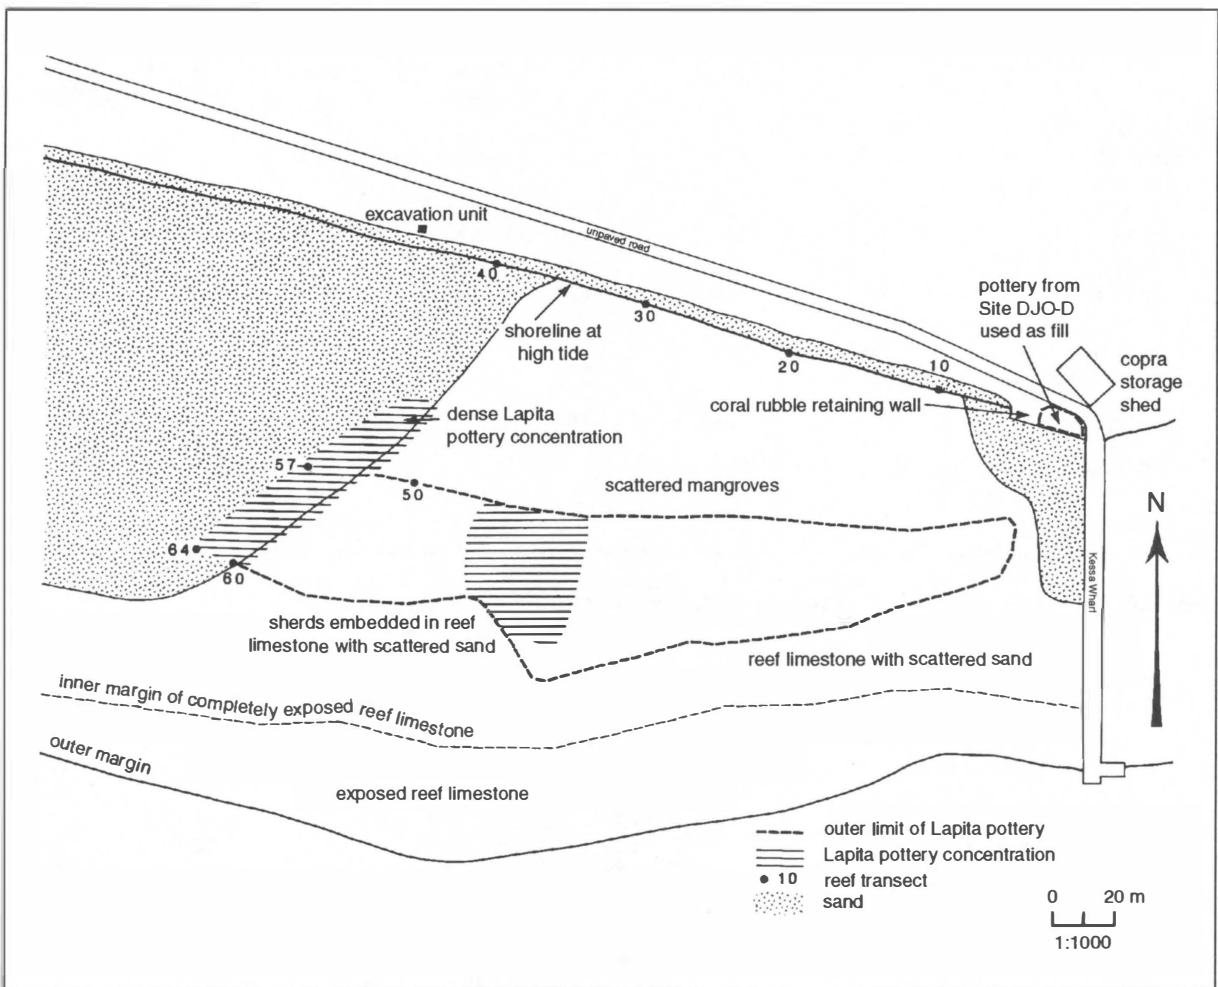 unpaved road
excavation unit
40
shoreline at
high tide
30
20
10
pottery from
Site DJO-D
used as fill
copra
storage
shed
coral rubble retaining wall
dense Lapita
pottery concentration
57
50
scattered mangroves
64
60
N
Kessa Wharf
sherds embedded in reef
limestone with scattered sand
reef limestone with scattered sand
inner margin of completely exposed reef limestone
outer margin
exposed reef limestone
outer limit of Lapita pottery
Lapita pottery concentration
10 reef transect
sand
0 20 m
1:1000